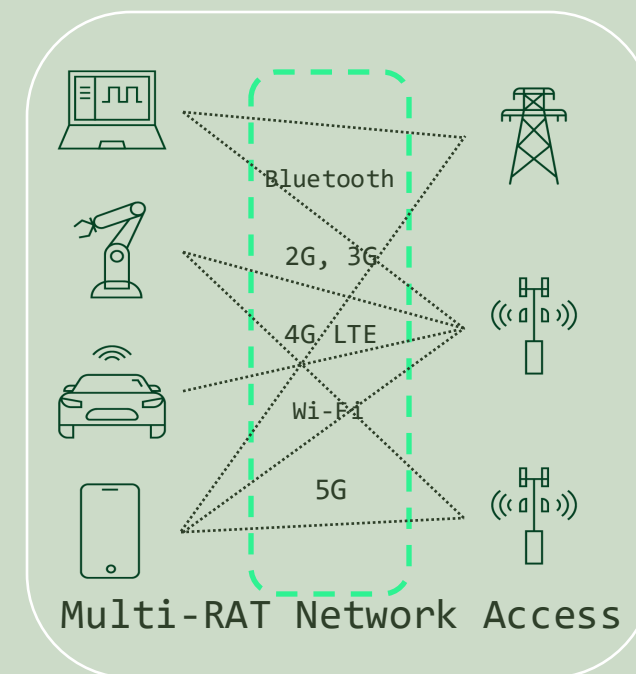 Bluetooth
2G, 3G
4G LTE
Wi-Fi
5G
Multi-RAT Network Access